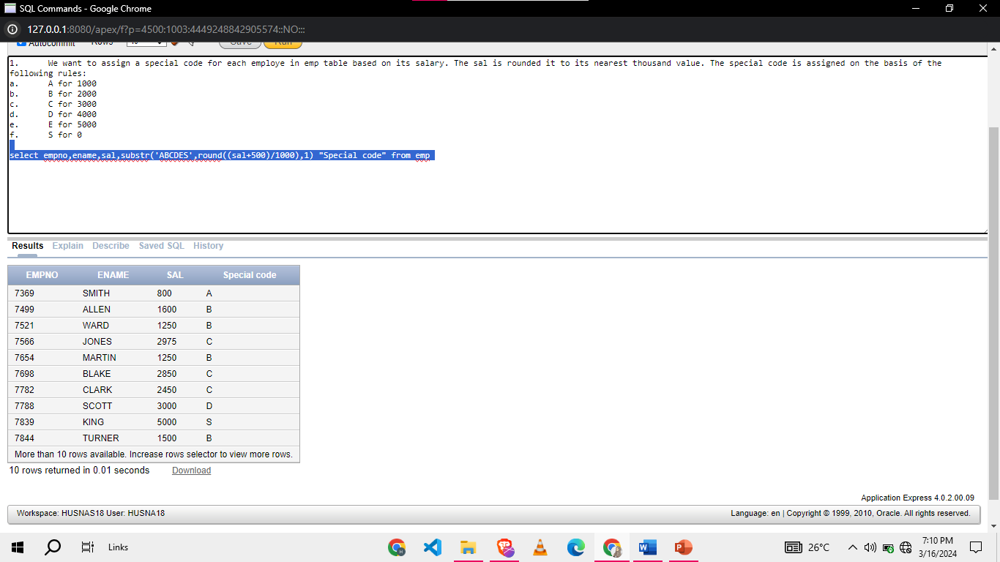 SQL Commands - Google Chrome
127.0.0.1:8080/apex/f?p=4500:1003:4449248842905574::NO:::
Autocommit Rows 10 Save Run
1. We want to assign a special code for each employe in emp table based on its salary. The sal is rounded it to its nearest thousand value. The special code is assigned on the basis of the
following rules:
a. A for 1000
b. B for 2000
c. C for 3000
d. D for 4000
e. E for 5000
f. S for 0
select empno,ename,sal,substr('ABCDES',round((sal+500)/1000),1) "Special code" from emp
Results Explain Describe Saved SQL History
EMPNO ENAME SAL Special code
7369 SMITH 800 A
7499 ALLEN 1600 B
7521 WARD 1250 B
7566 JONES 2975 C
7654 MARTIN 1250 B
7698 BLAKE 2850 C
7782 CLARK 2450 C
7788 SCOTT 3000 D
7839 KING 5000 S
7844 TURNER 1500 B
More than 10 rows available. Increase rows selector to view more rows.
10 rows returned in 0.01 seconds Download
Application Express 4.0.2.00.09
Workspace: HUSNAS18 User: HUSNA18 Language: en | Copyright © 1999, 2010, Oracle. All rights reserved.
Links 26°C 7:10 PM
3/16/2024